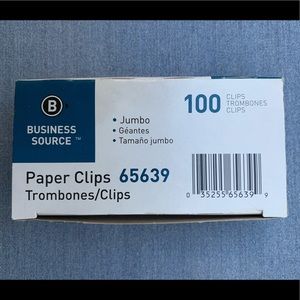 B
BUSINESS
SOURCE™
• Jumbo
• Géantes
• Tamaño jumbo
100 CLIPS
TROMBONES
CLIPS
Paper Clips 65639
Trombones/Clips
0 35255 65639 9